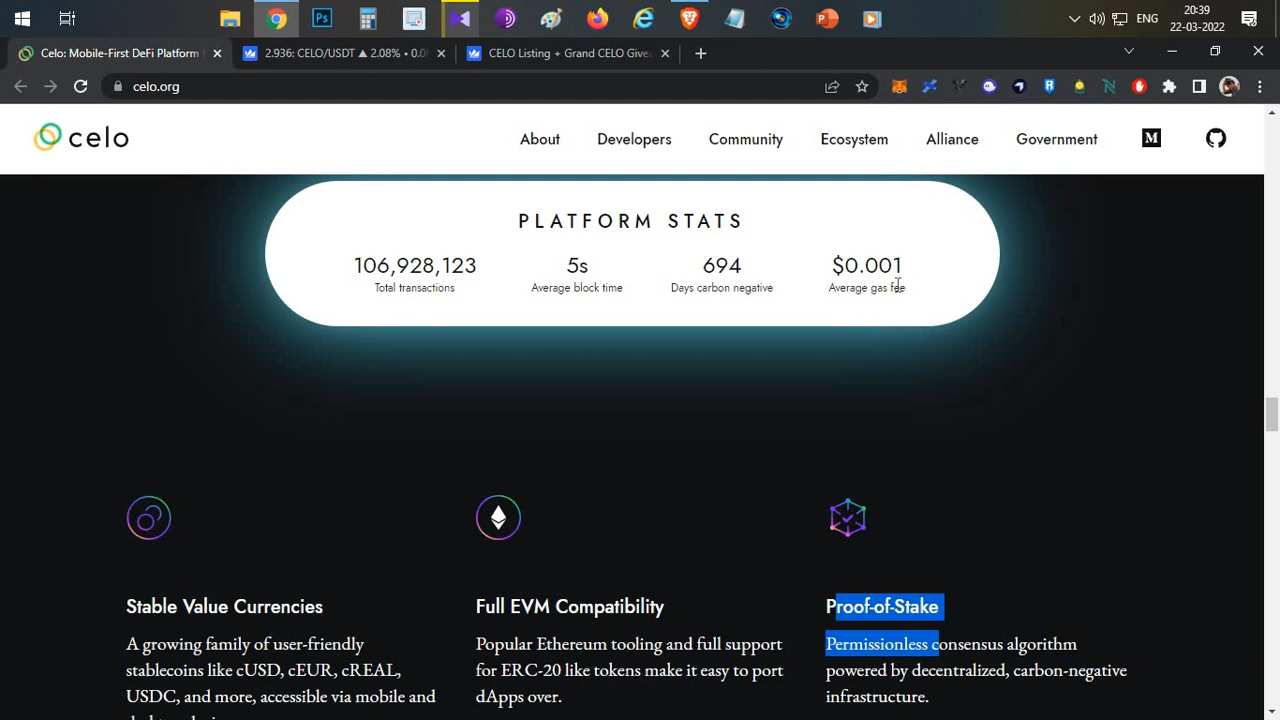 20:39
ENG
22-03-2022
Celo: Mobile-First DeFi Platform
2.936: CELO/USDT ▲ 2.08% • 0.0
CELO Listing + Grand CELO Give
celo.org
celo
About
Developers
Community
Ecosystem
Alliance
Government
M
PLATFORM STATS
106,928,123
5s
694
$0.001
Total transactions
Average block time
Days carbon negative
Average gas fee
Stable Value Currencies
A growing family of user-friendly
stablecoins like cUSD, cEUR, cREAL,
USDC, and more, accessible via mobile and
Full EVM Compatibility
Popular Ethereum tooling and full support
for ERC-20 like tokens make it easy to port
dApps over.
Proof-of-Stake
Permissionless consensus algorithm
powered by decentralized, carbon-negative
infrastructure.